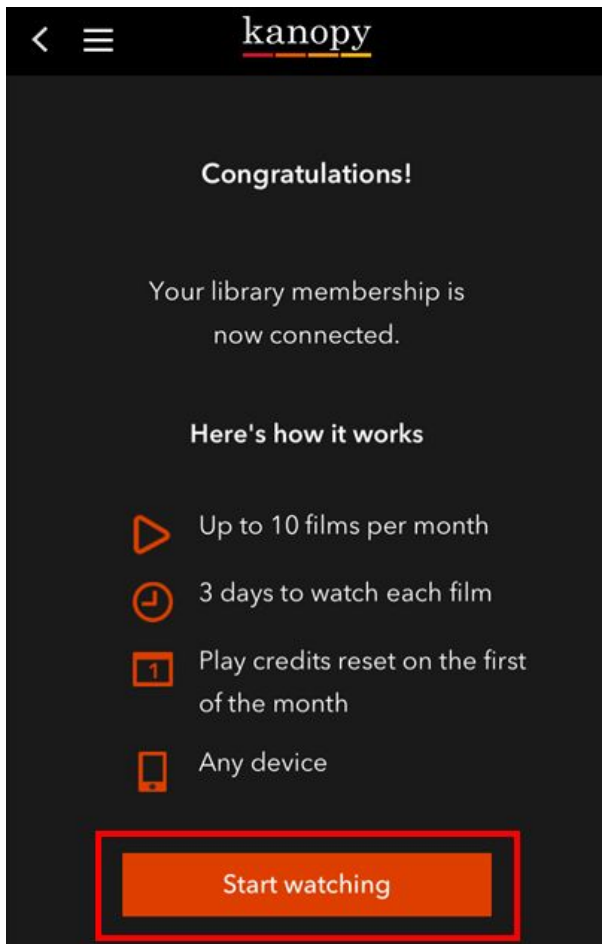 kanopy
Congratulations!
Your library membership is
now connected.
Here's how it works
Up to 10 films per month
3 days to watch each film
1
Play credits reset on the first
of the month
Any device
Start watching